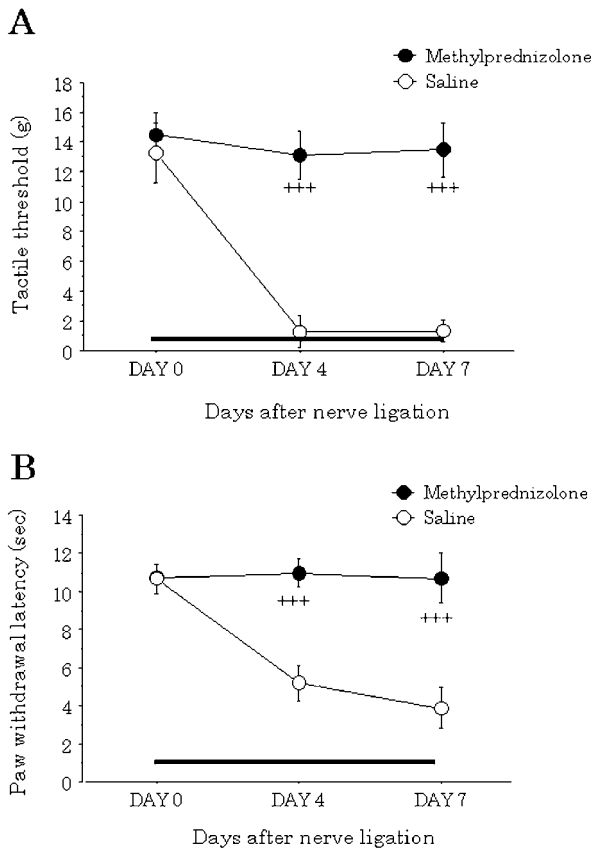 A
Methylprednizolone
Saline
Tactile threshold (g)
18
16
14
12
10
8
6
4
2
0
+++
+++
DAY 0
DAY 4
DAY 7
Days after nerve ligation
B
Methylprednizolone
Saline
Paw withdrawal latency (sec)
14
12
10
8
6
4
2
0
+++
+++
DAY 0
DAY 4
DAY 7
Days after nerve ligation